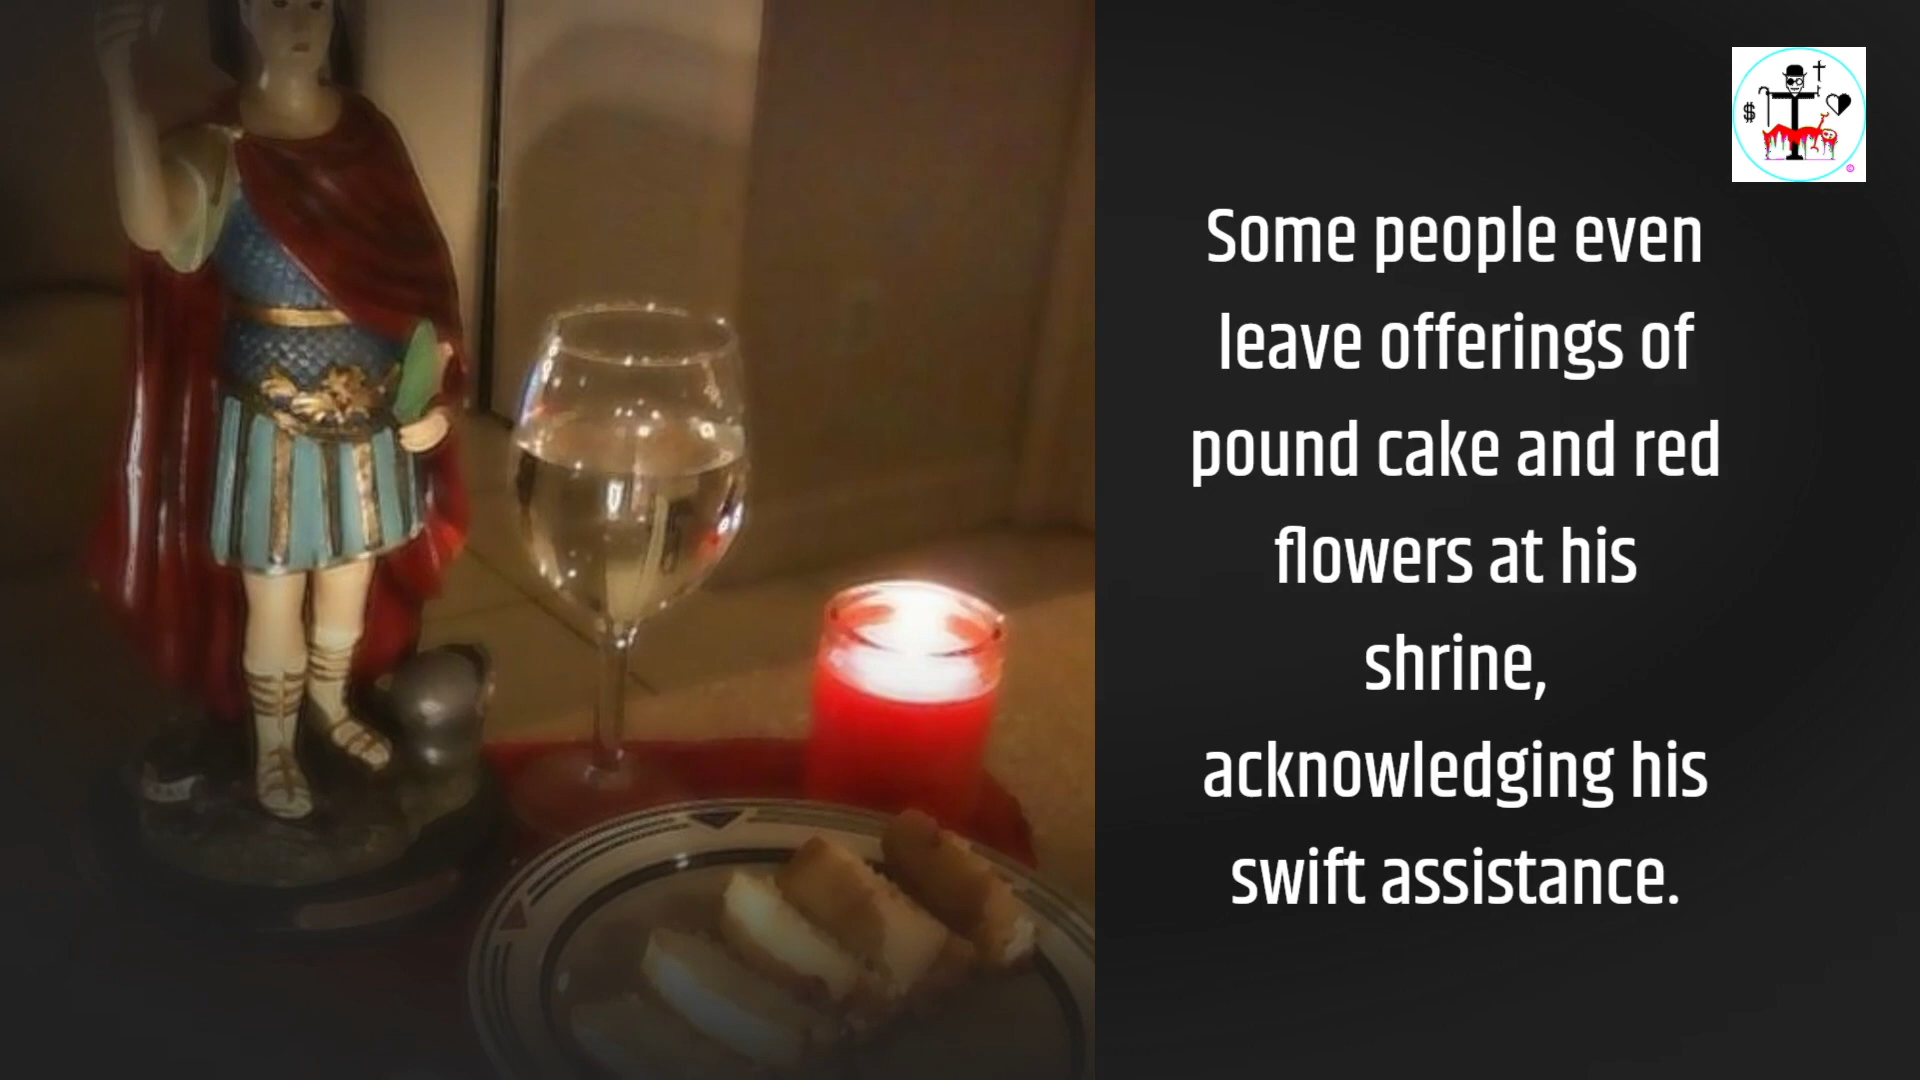 Some people even
leave offerings of
pound cake and red
flowers at his
shrine,
acknowledging his
swift assistance.
$